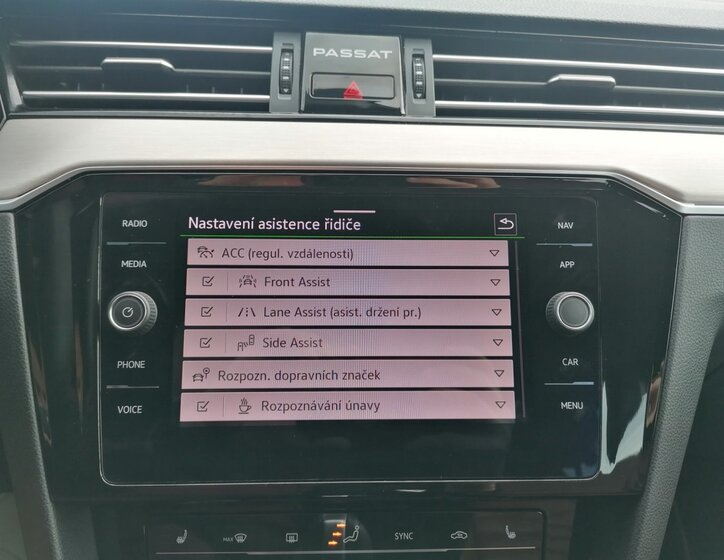 PASSAT
RADIO
MEDIA
PHONE
VOICE
Nastavení asistence řidiče
ACC (regul. vzdálenosti)
Front Assist
Lane Assist (asist. držení pr.)
Side Assist
Rozpozn. dopravních značek
Rozpoznávání únavy
NAV
APP
CAR
MENU
MAX
SYNC